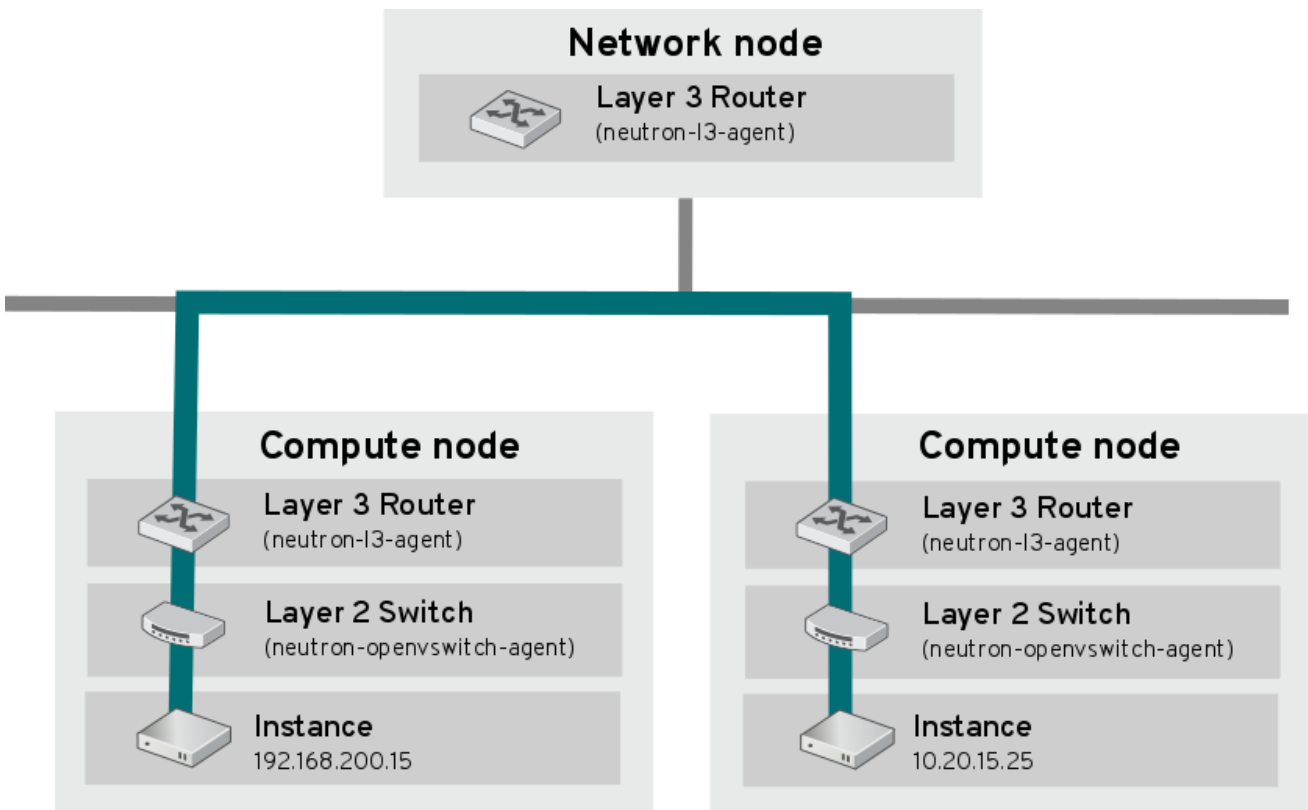 Network node
Layer 3 Router
(neutron-l3-agent)
Compute node
Layer 3 Router
(neutron-l3-agent)
Layer 2 Switch
(neutron-openvswitch-agent)
Instance
192.168.200.15
Compute node
Layer 3 Router
(neutron-l3-agent)
Layer 2 Switch
(neutron-openvswitch-agent)
Instance
10.20.15.25